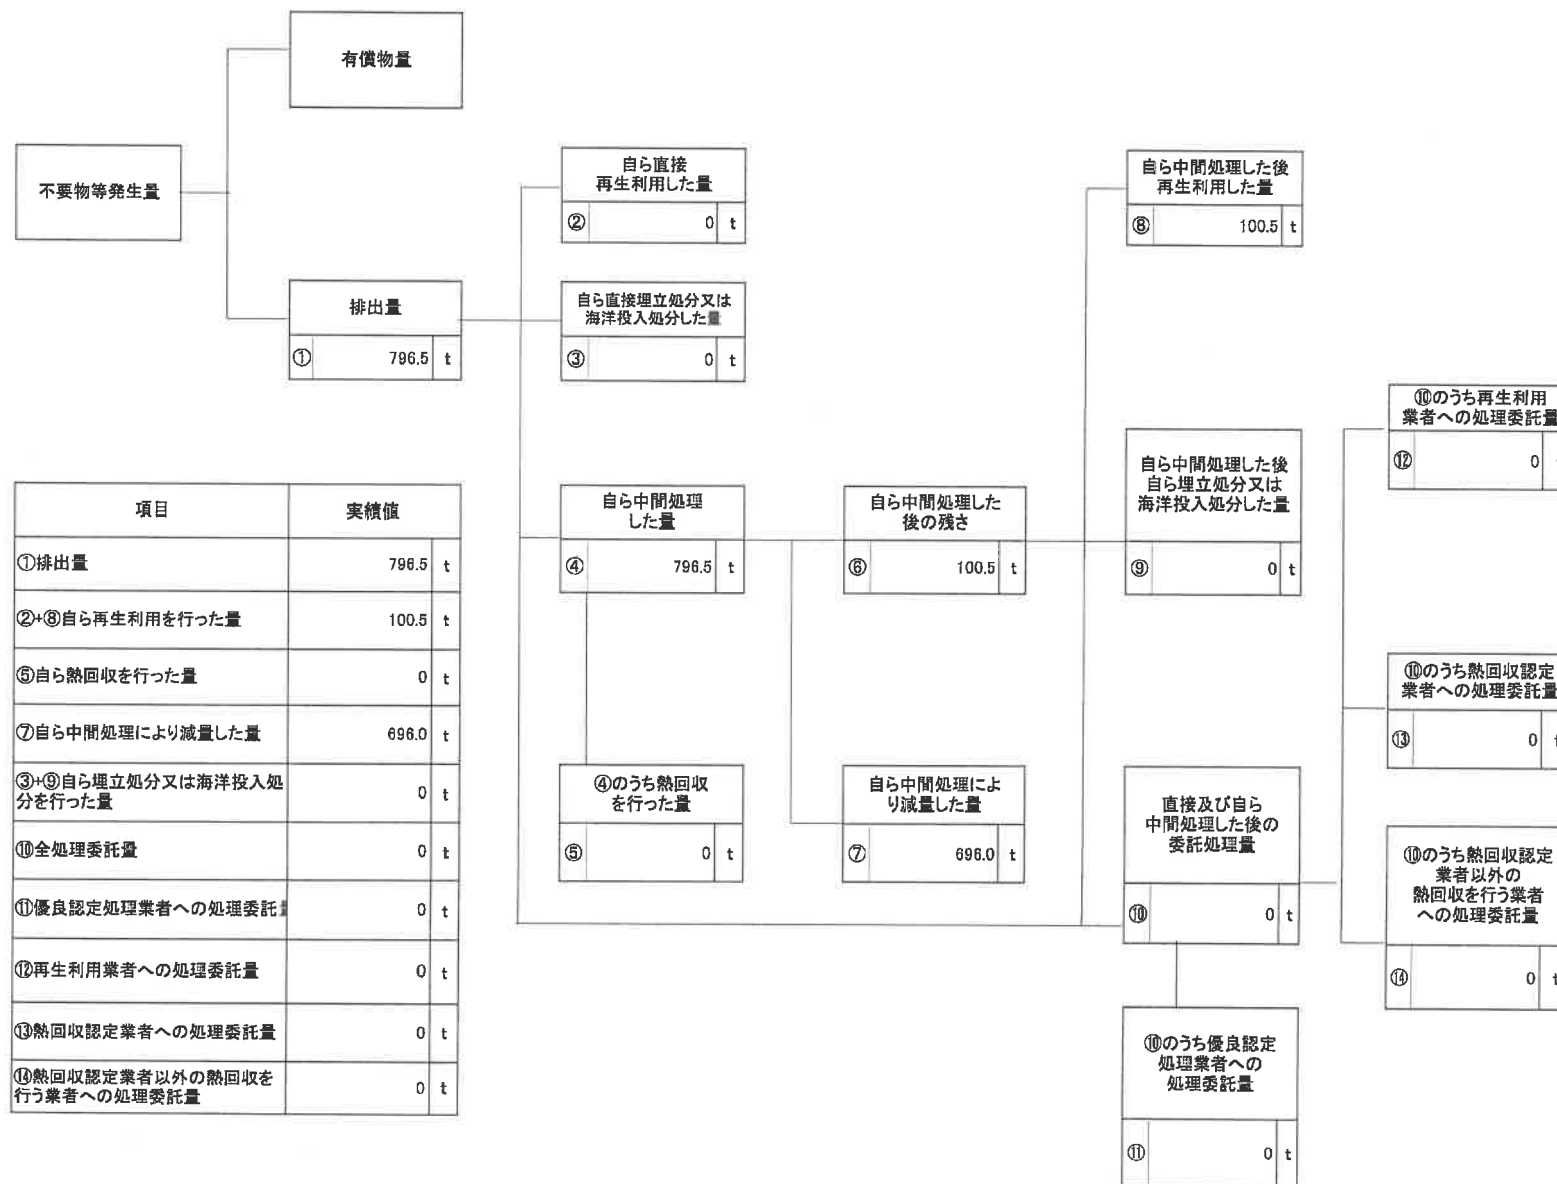 有償物量
不要物等発生量
排出量
① 796.5 t
自ら直接
再生利用した量
② 0 t
自ら直接埋立処分又は
海洋投入処分した量
③ 0 t
自ら中間処理
した量
④ 796.5 t
④のうち熱回収
を行った量
⑤ 0 t
自ら中間処理した
後の残さ
⑥ 100.5 t
自ら中間処理によ
り減量した量
⑦ 696.0 t
自ら中間処理した後
再生利用した量
⑧ 100.5 t
自ら中間処理した後
自ら埋立処分又は
海洋投入処分した量
⑨ 0 t
直接及び自ら
中間処理した後の
委託処理量
⑩ 0 t
⑩のうち優良認定
処理業者への
処理委託量
⑪ 0 t
⑩のうち再生利用
業者への処理委託量
⑫ 0
⑩のうち熱回収認定
業者への処理委託量
⑬ 0 t
⑩のうち熱回収認定
業者以外の
熱回収を行う業者
への処理委託量
⑭ 0 t
項目 実績値
①排出量 796.5 t
②+⑧自ら再生利用を行った量 100.5 t
⑤自ら熱回収を行った量 0 t
⑦自ら中間処理により減量した量 696.0 t
③+⑨自ら埋立処分又は海洋投入処
分を行った量 0 t
⑩全処理委託量 0 t
⑪優良認定処理業者への処理委託 0 t
⑫再生利用業者への処理委託量 0 t
⑬熱回収認定業者への処理委託量 0 t
⑭熱回収認定業者以外の熱回収を
行う業者への処理委託量 0 t